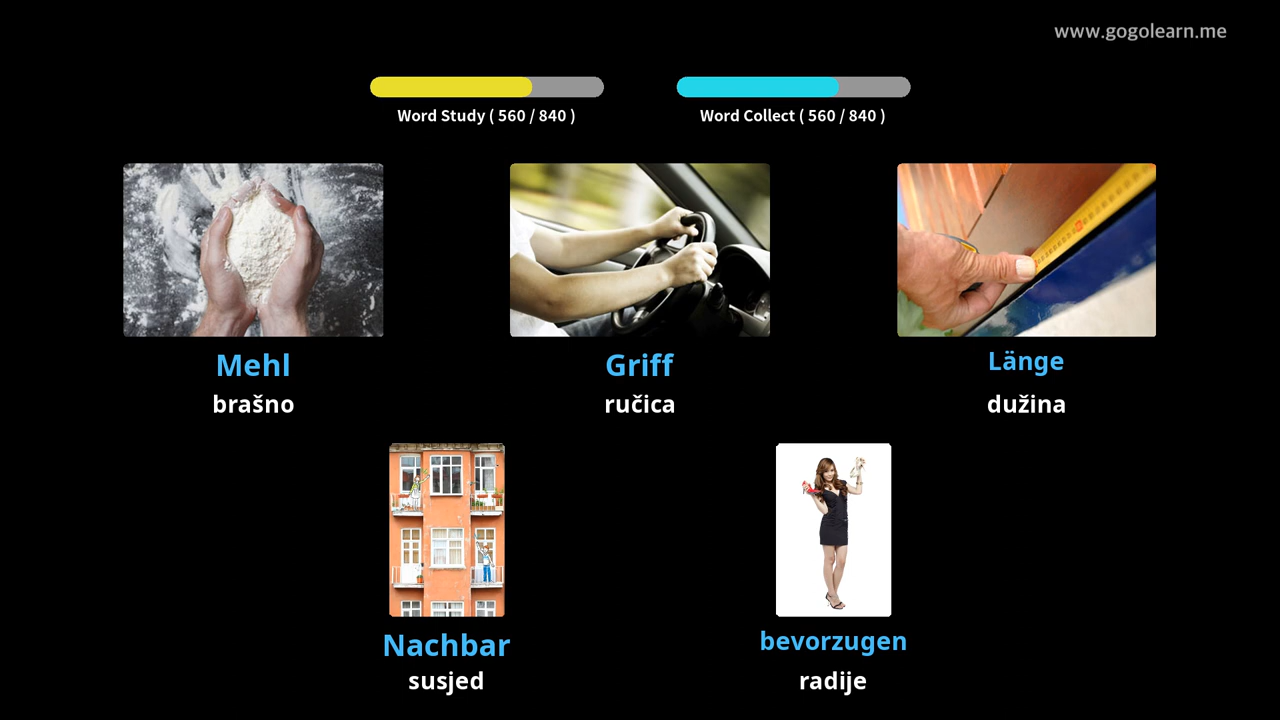 www.gogolearn.me
Word Study ( 560 / 840 )
Word Collect ( 560 / 840 )
Mehl
brašno
Griff
ručica
Länge
dužina
Nachbar
susjed
bevorzugen
radije